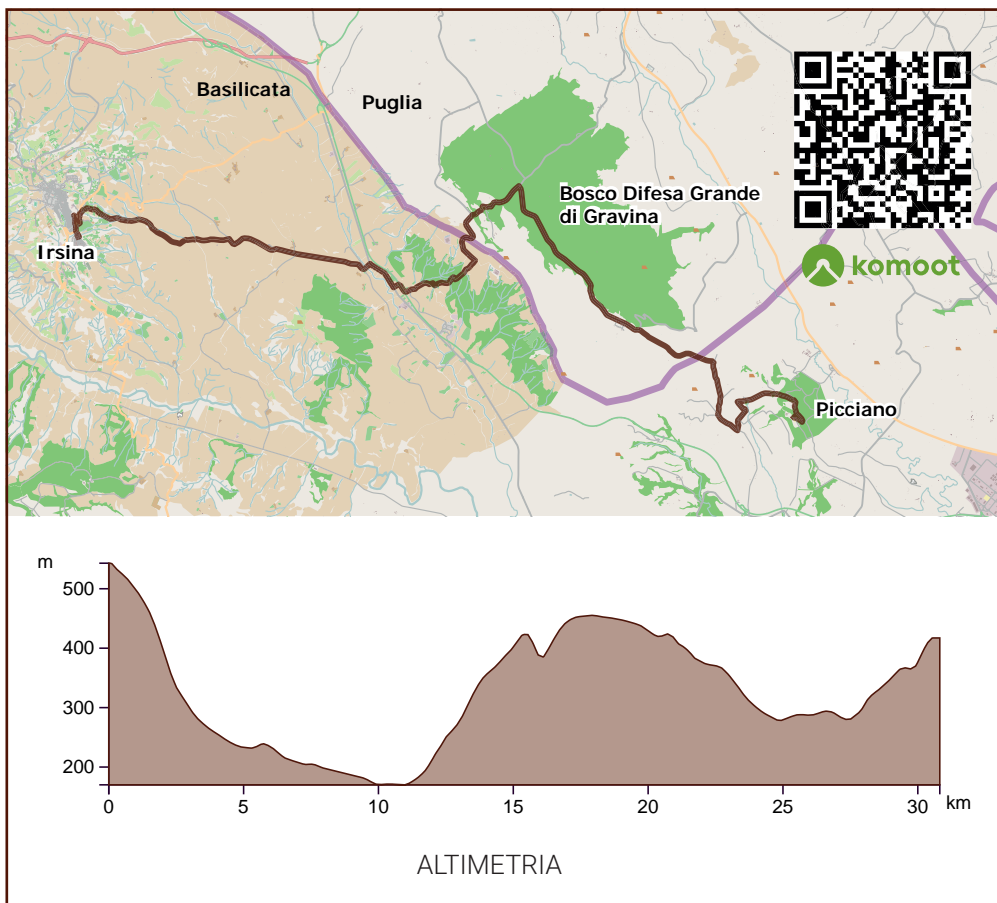 Basilicata
Puglia
Bosco Difesa Grande
di Gravina
Irsina
komoot
Picciano
m
500
400
300
200
0
5
10
15
20
25
30
km
ALTIMETRIA